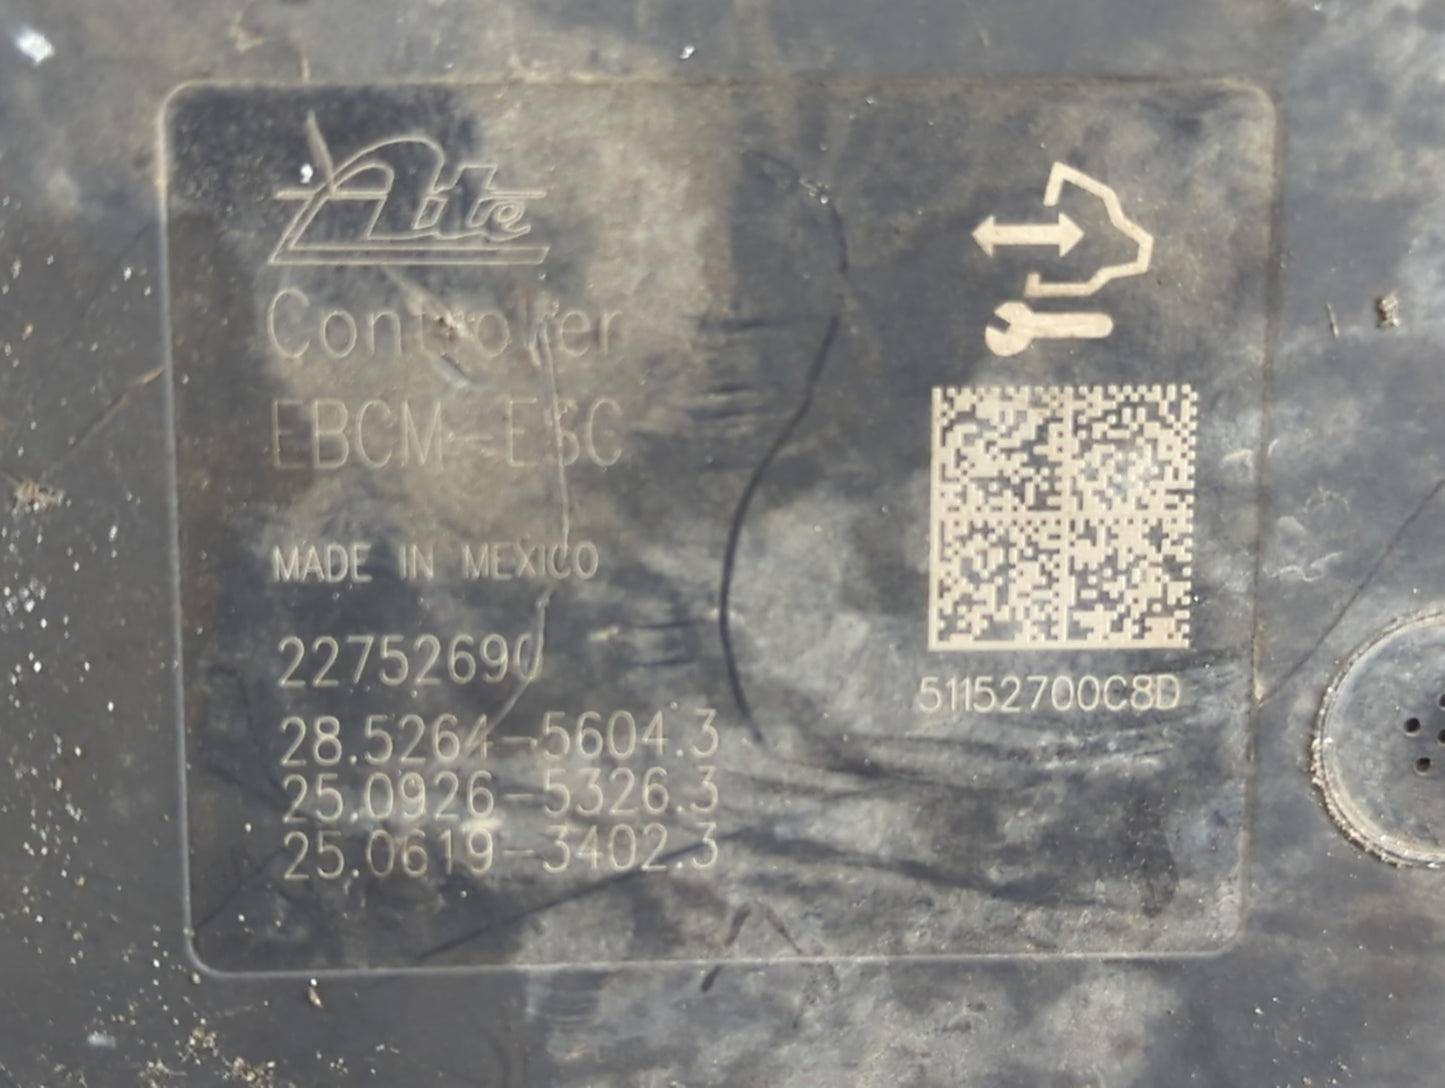 Ate
Controller
EBCM-ESC
MADE IN MEXICO
22752690
28.5264-5604.3
25.0926-5326.3
25.0619-3402.3
51152700C8D